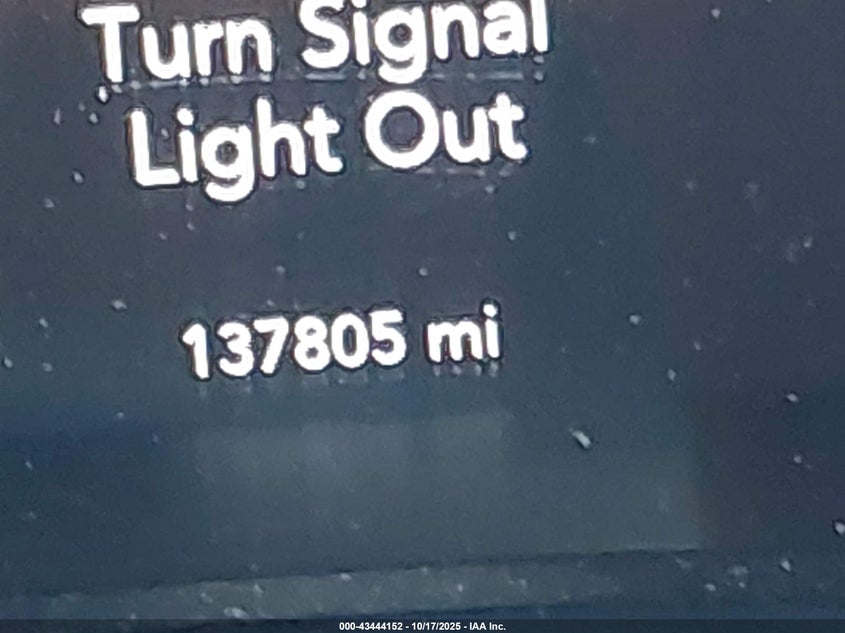 Turn Signal
Light Out
137805 mi
000-43444152 - 10/17/2025 - IAA Inc.